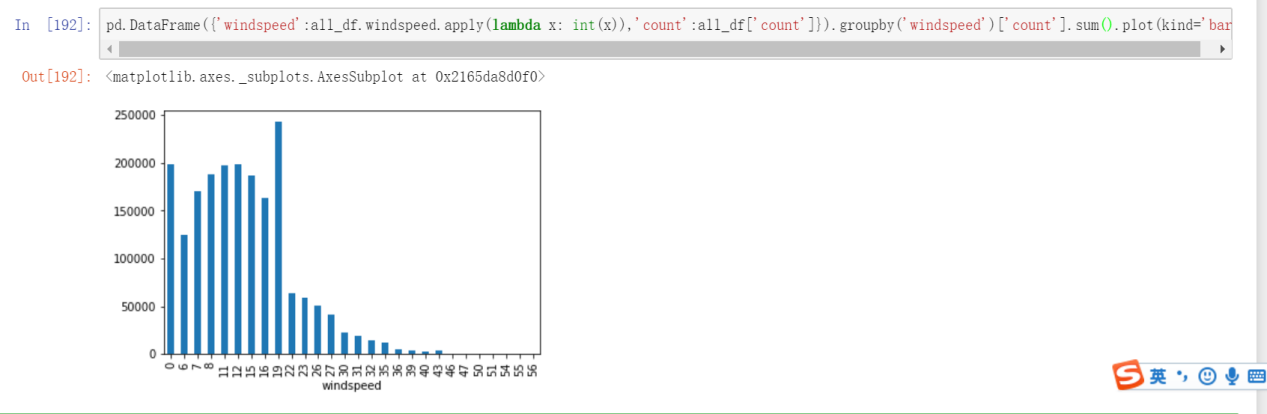 In [192]: pd.DataFrame({'windspeed':all_df.windspeed.apply(lambda x: int(x)),'count':all_df['count']}).groupby('windspeed')['count'].sum().plot(kind='bar
Out[192]: <matplotlib.axes._subplots.AxesSubplot at 0x2165da8d0f0>
250000
200000
150000
100000
50000
0
0 6 7 8 11 12 15 16 19 22 23 26 27 30 31 32 35 36 39 40 43 46 47 50 51 54 55 56
windspeed
S 英